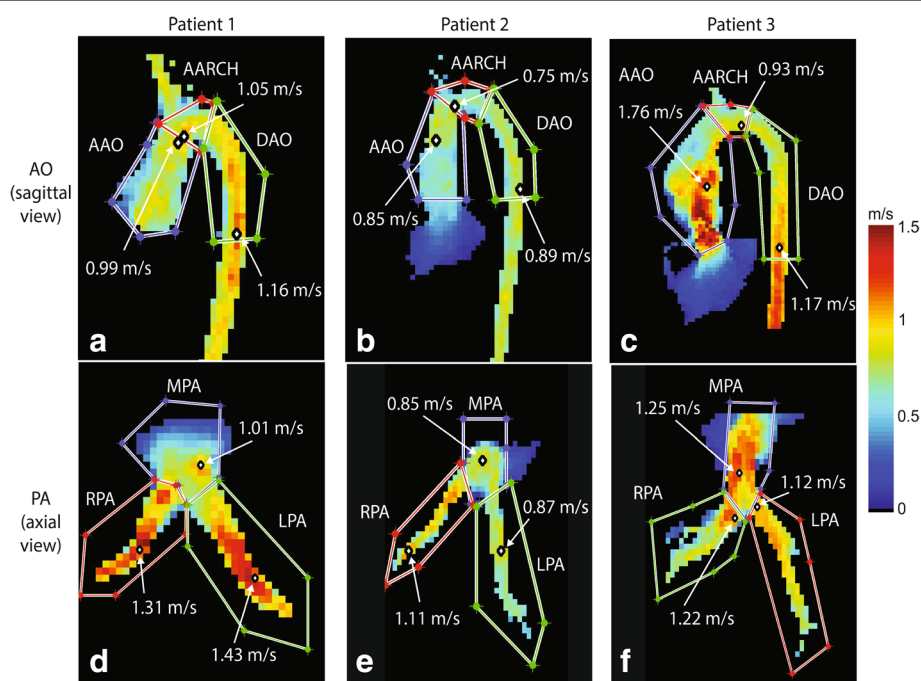 Patient 1
Patient 2
Patient 3
AO
(sagittal
view)
AARCH
1.05 m/s
AAO
DAO
0.99 m/s
1.16 m/s
a
0.75 m/s
AAO
DAO
0.85 m/s
0.89 m/s
b
AAO
AARCH
0.93 m/s
1.76 m/s
DAO
1.17 m/s
c
m/s
1.5
1
0.5
0
PA
(axial
view)
MPA
1.01 m/s
RPA
LPA
1.31 m/s
1.43 m/s
d
0.85 m/s
MPA
RPA
0.87 m/s
LPA
1.11 m/s
e
MPA
1.25 m/s
1.12 m/s
RPA
LPA
1.22 m/s
f